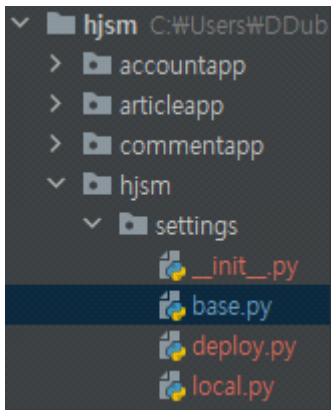 hjsm C:₩Users₩DDub
accountapp
articleapp
commentapp
hjsm
settings
__init__.py
base.py
deploy.py
local.py